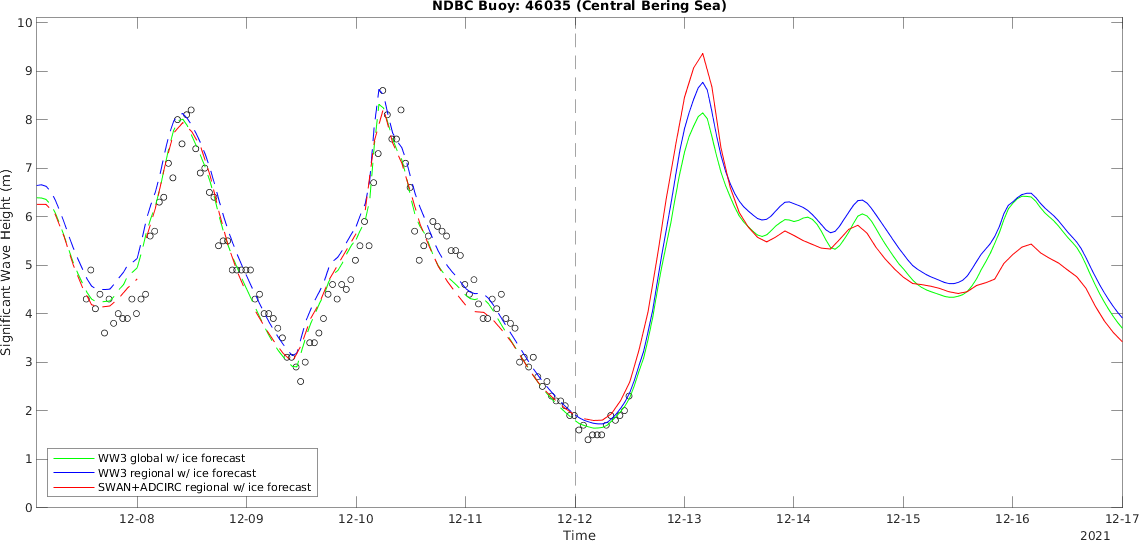 NDBC Buoy: 46035 (Central Bering Sea)
10
9
8
7
6
5
4
3
2
1
0
Significant Wave Height (m)
WW3 global w/ ice forecast
WW3 regional w/ ice forecast
SWAN+ADCIRC regional w/ ice forecast
12-08 12-09 12-10 12-11 12-12 12-13 12-14 12-15 12-16 12-17
Time
2021